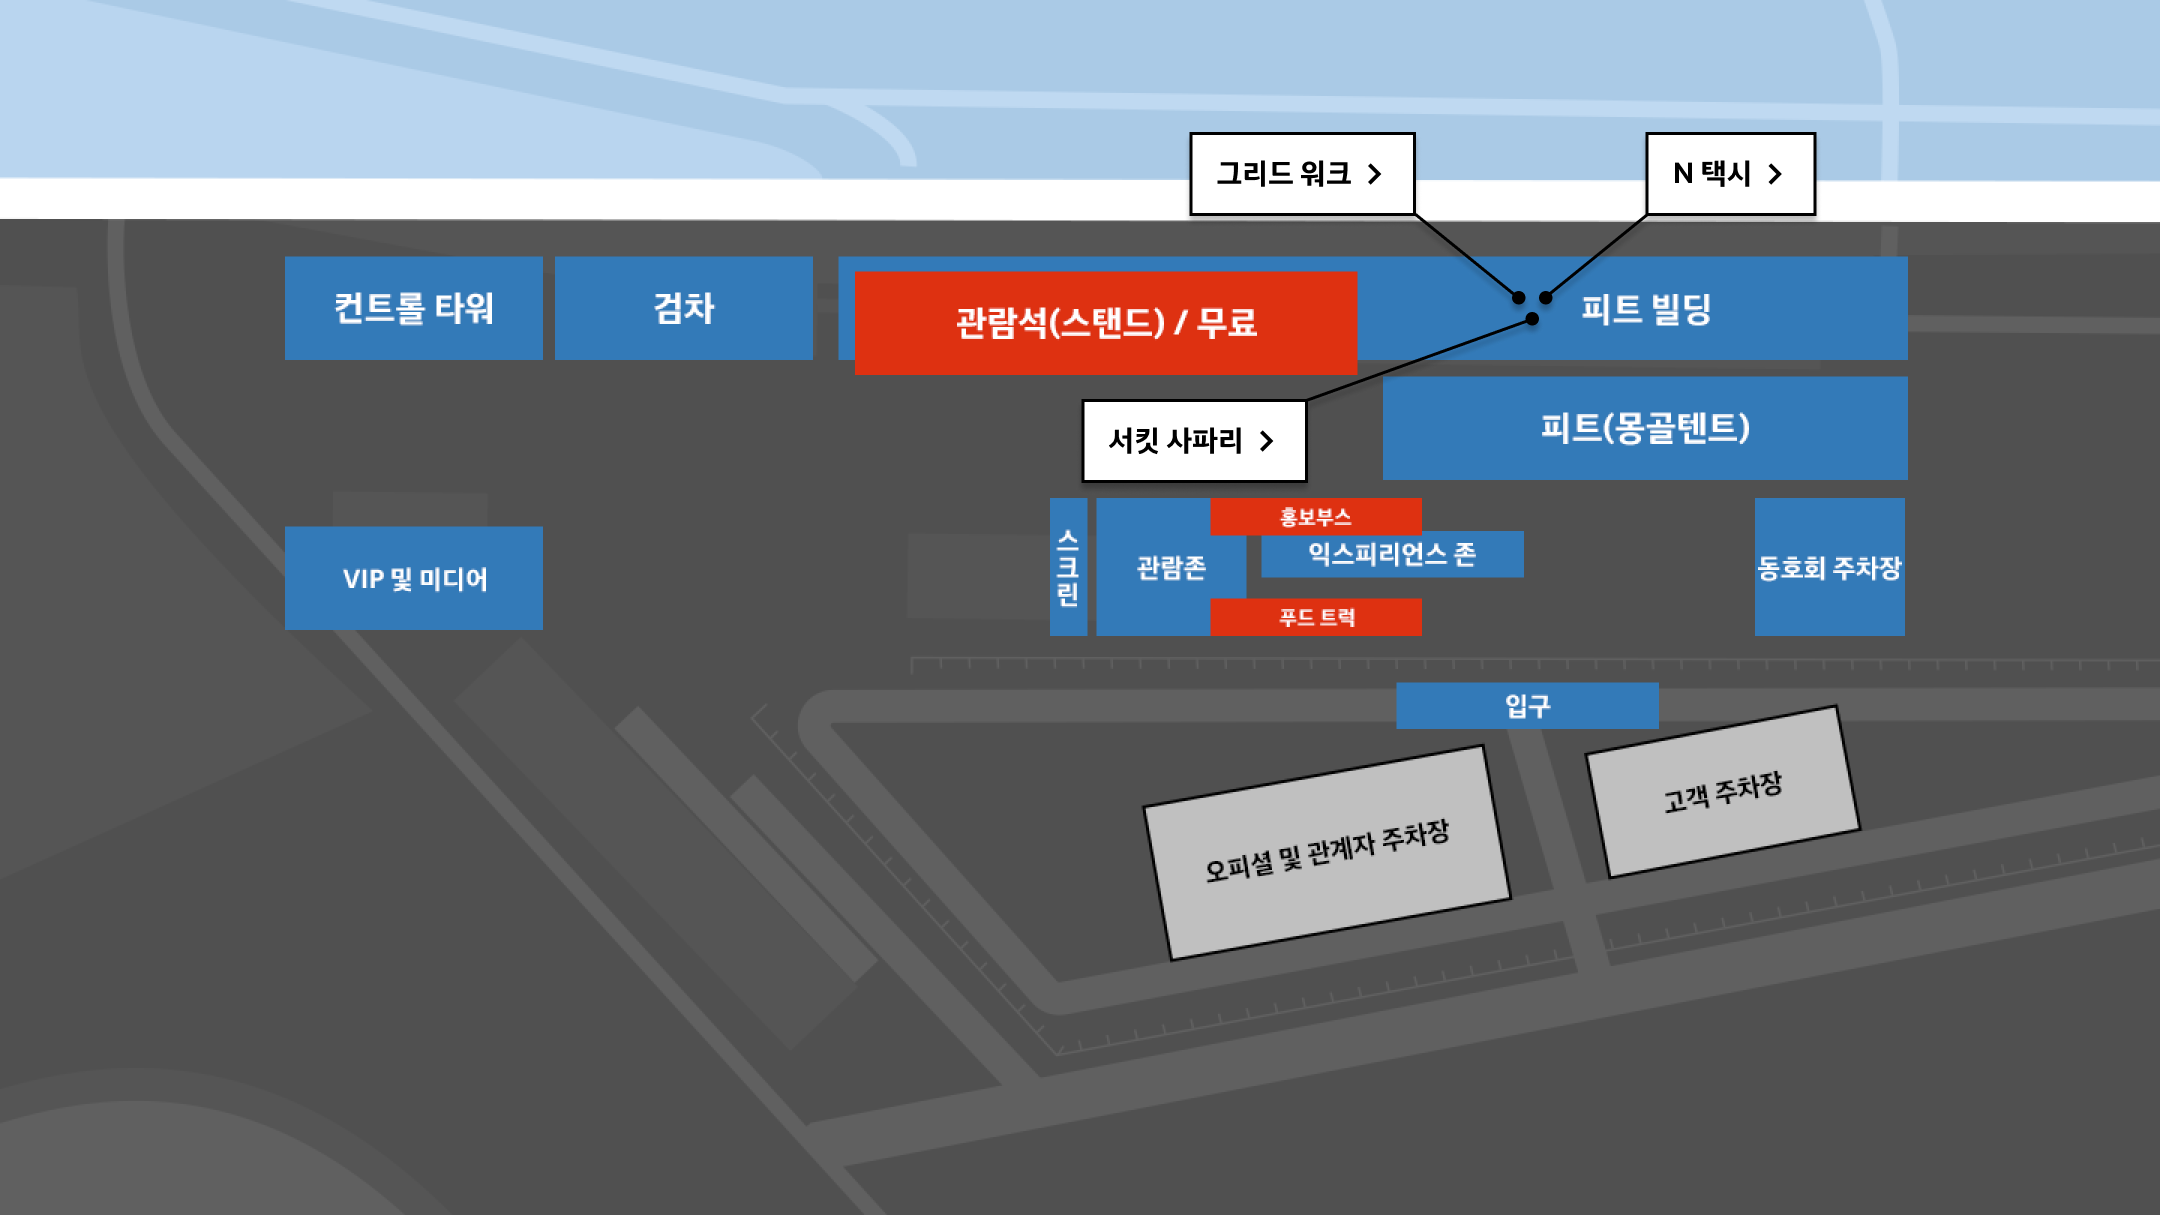 그리드 워크
N 택시
컨트롤 타워
검차
관람석(스탠드) / 무료
피트 빌딩
서킷 사파리
피트(몽골텐트)
스크린
관람존
홍보부스
익스피리언스 존
푸드 트럭
동호회 주차장
VIP 및 미디어
입구
오피셜 및 관계자 주차장
고객 주차장